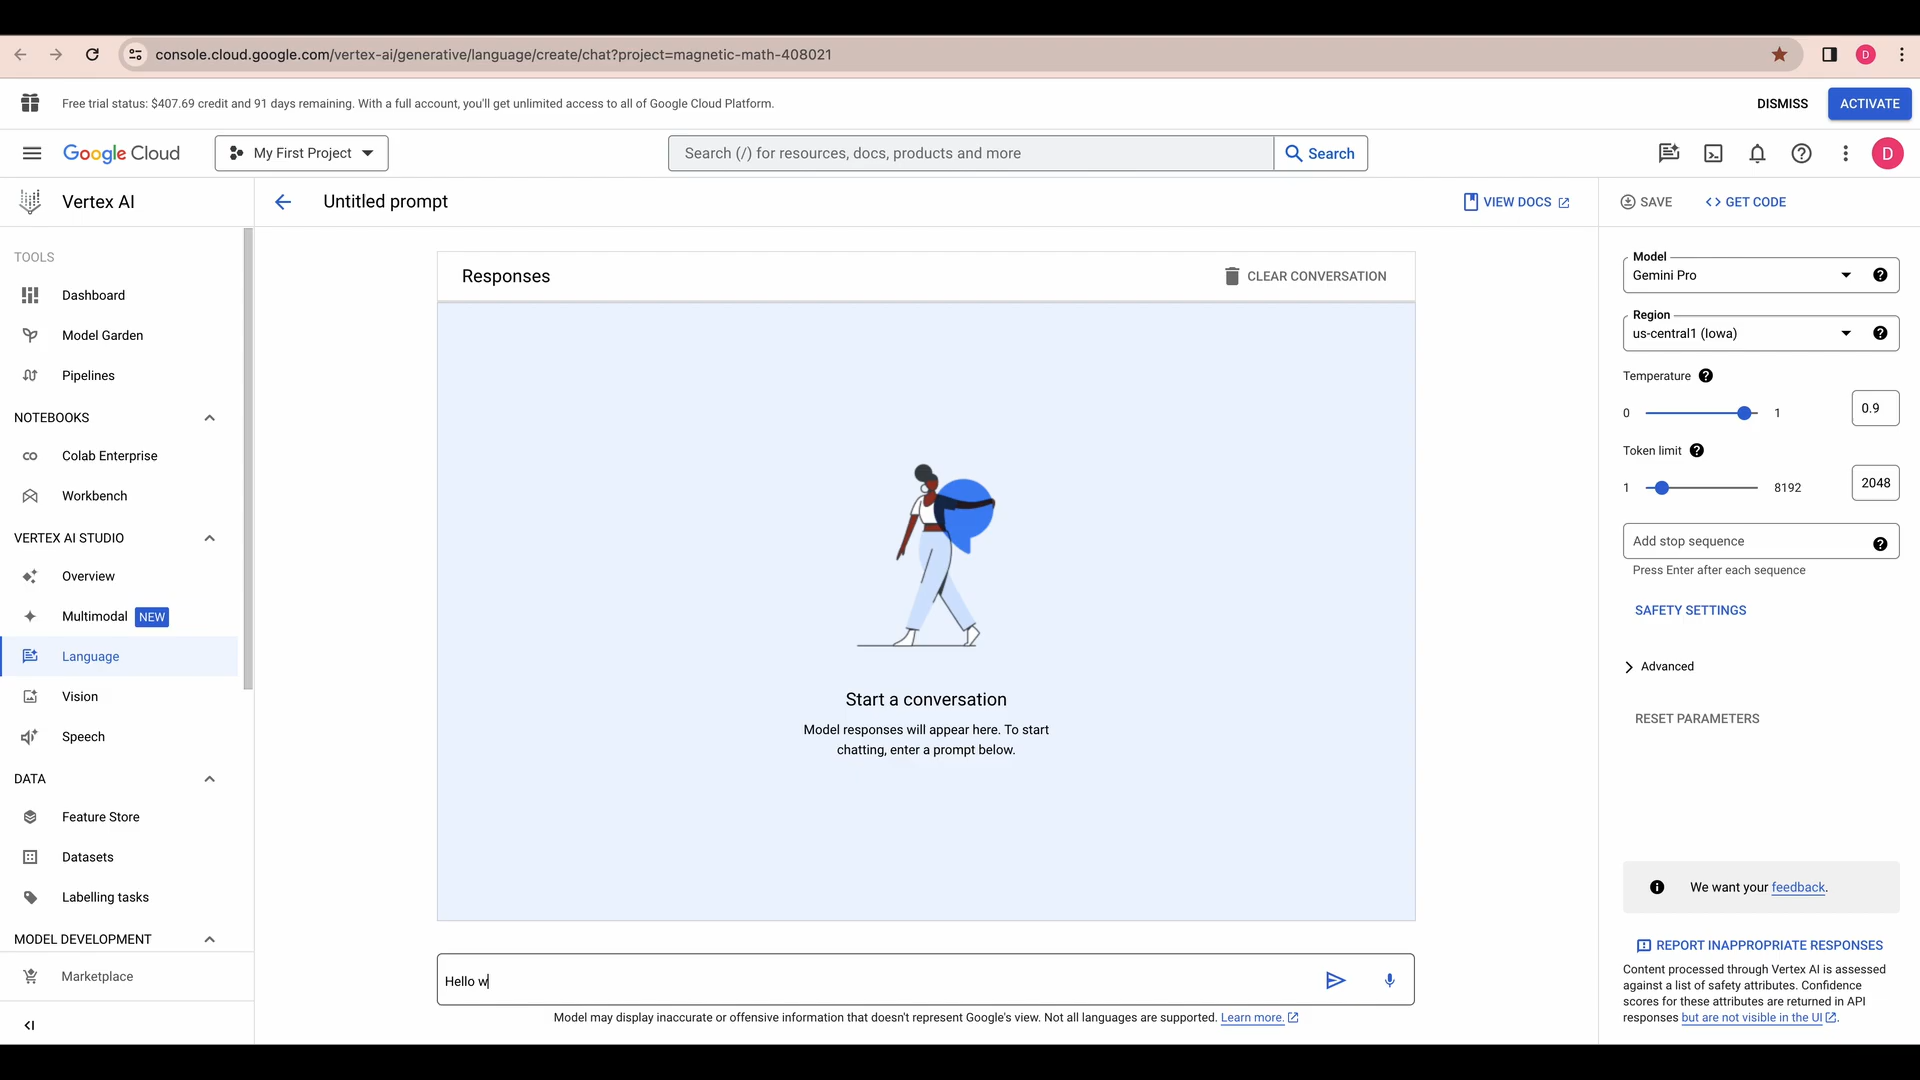 console.cloud.google.com/vertex-ai/generative/language/create/chat?project=magnetic-math-408021
D
Free trial status: $407.69 credit and 91 days remaining. With a full account, you'll get unlimited access to all of Google Cloud Platform.
DISMISS
ACTIVATE
Google Cloud
My First Project
Search (/) for resources, docs, products and more
Search
D
Vertex AI
Untitled prompt
VIEW DOCS
SAVE
<> GET CODE
TOOLS
Dashboard
Model Garden
Pipelines
NOTEBOOKS
Colab Enterprise
Workbench
VERTEX AI STUDIO
Overview
Multimodal NEW
Language
Vision
Speech
DATA
Feature Store
Datasets
Labelling tasks
MODEL DEVELOPMENT
Marketplace
Responses
CLEAR CONVERSATION
Start a conversation
Model responses will appear here. To start
chatting, enter a prompt below.
Hello w
Model may display inaccurate or offensive information that doesn't represent Google's view. Not all languages are supported. Learn more.
Model
Gemini Pro
Region
us-central1 (Iowa)
Temperature
0
1
0.9
Token limit
1
8192
2048
Add stop sequence
Press Enter after each sequence
SAFETY SETTINGS
Advanced
RESET PARAMETERS
We want your feedback.
REPORT INAPPROPRIATE RESPONSES
Content processed through Vertex AI is assessed
against a list of safety attributes. Confidence
scores for these attributes are returned in API
responses but are not visible in the UI.